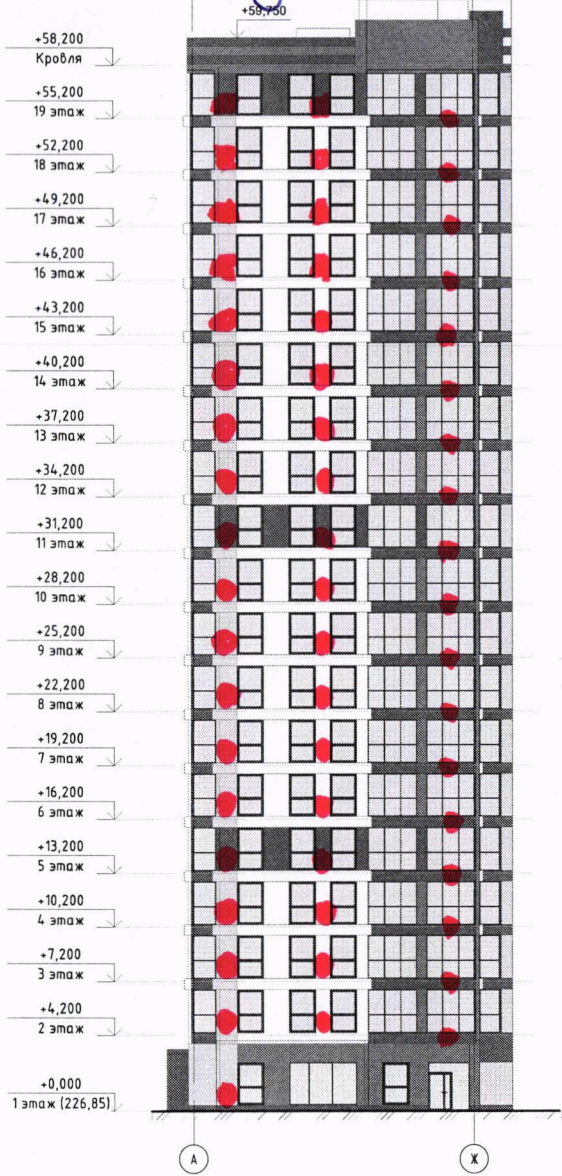 +59,750
+58,200
Кровля
+55,200
19 этаж
+52,200
18 этаж
+49,200
17 этаж
+46,200
16 этаж
+43,200
15 этаж
+40,200
14 этаж
+37,200
13 этаж
+34,200
12 этаж
+31,200
11 этаж
+28,200
10 этаж
+25,200
9 этаж
+22,200
8 этаж
+19,200
7 этаж
+16,200
6 этаж
+13,200
5 этаж
+10,200
4 этаж
+7,200
3 этаж
+4,200
2 этаж
+0,000
1 этаж (226,85)
А
Ж